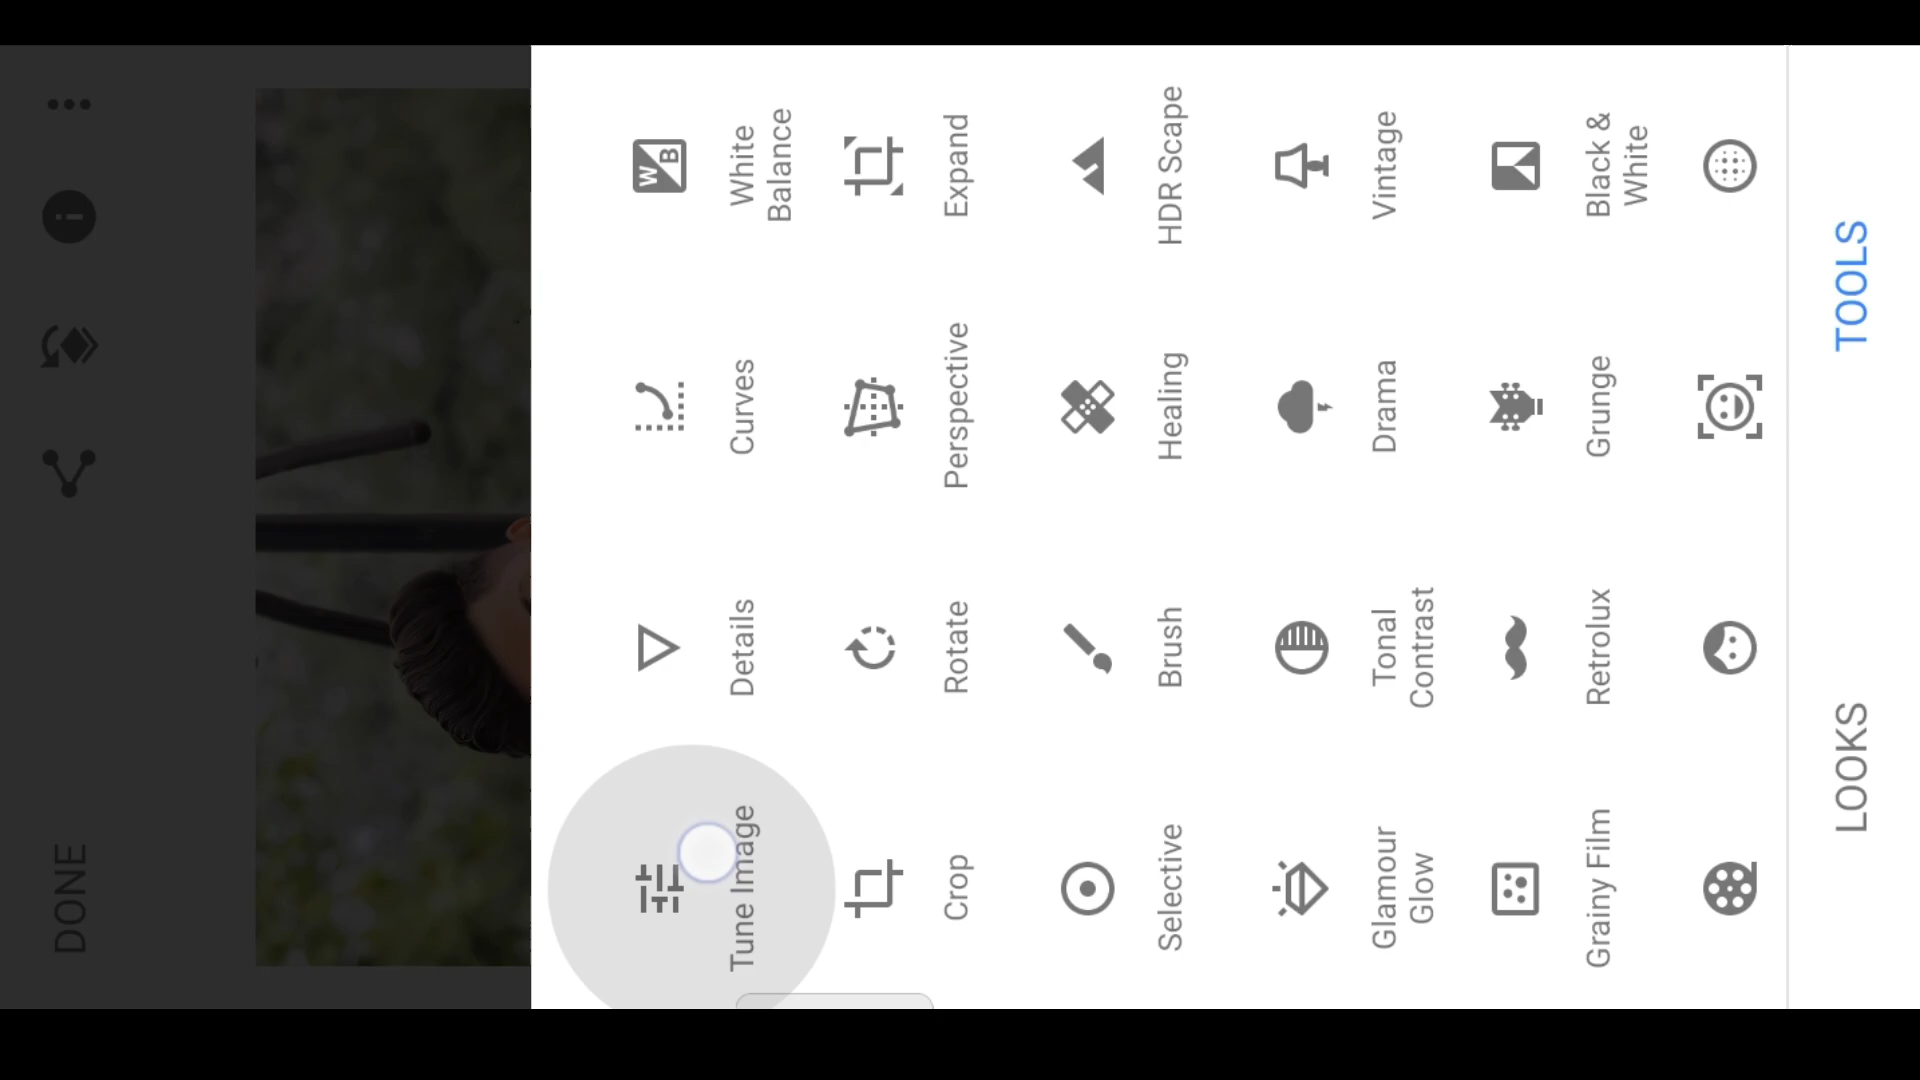 DONE
Tune Image
Details
Curves
W B
White
Balance
Crop
Rotate
Perspective
Expand
Selective
Brush
Healing
HDR Scape
Glamour
Glow
Tonal
Contrast
Drama
Vintage
Grainy Film
Retrolux
Grunge
Black &
White
LOOKS
TOOLS